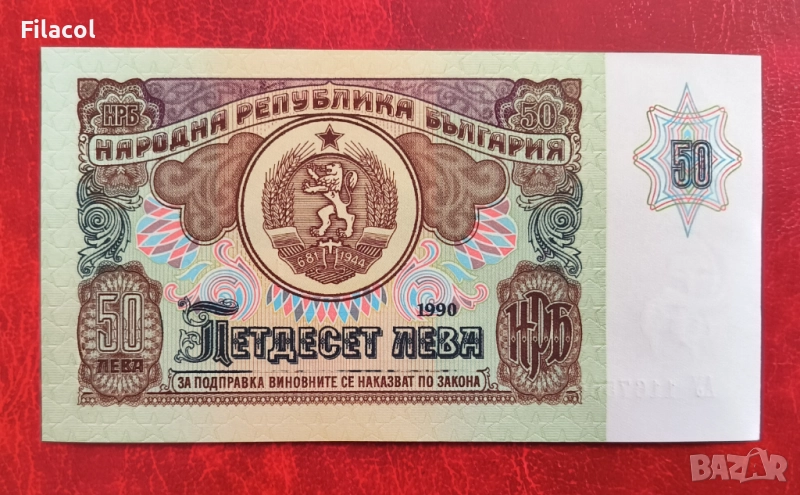 Filacol
НРБ
50
НАРОДНА РЕПУБЛИКА БЪЛГАРИЯ
50
681 1944
1990
50
ЛЕВА
ПЕТДЕСЕТ ЛЕВА
НРБ
ЗА ПОДПРАВКА ВИНОВНИТЕ СЕ НАКАЗВАТ ПО ЗАКОНА
BAZAR